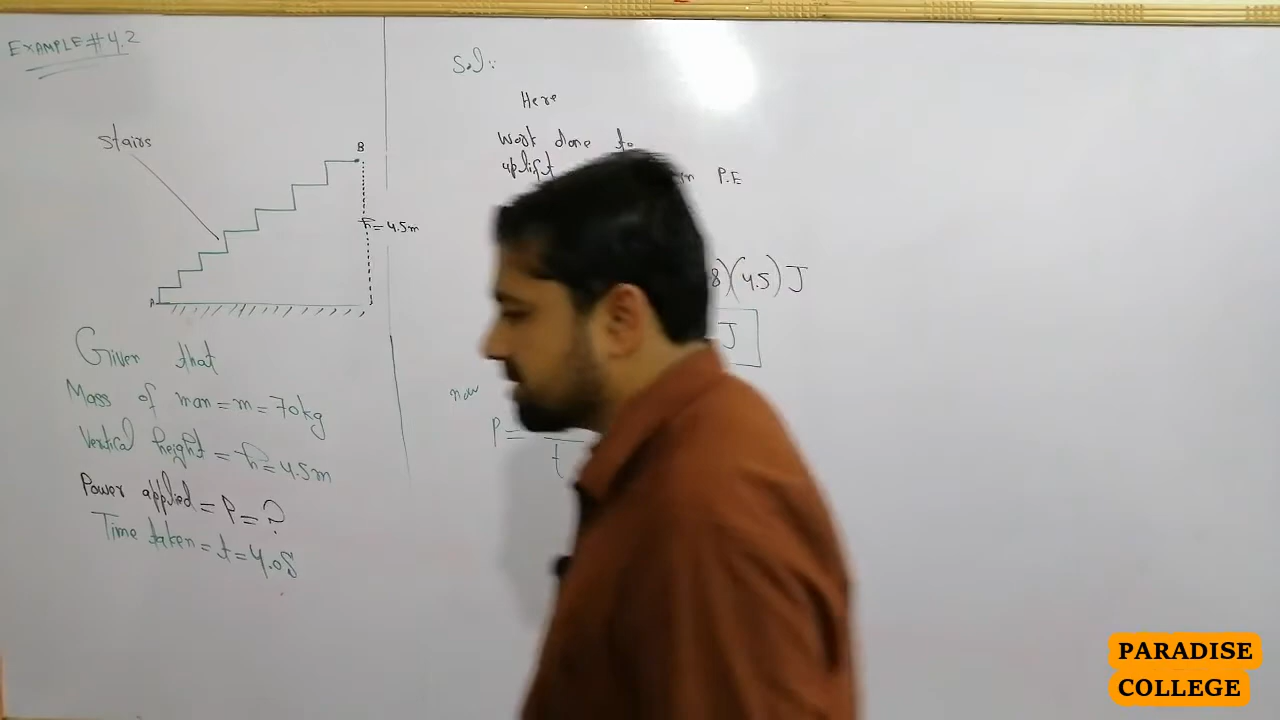 EXAMPLE # 4.2
stairs
B
h = 4.5m
A
Given that
Mass of man = m = 70kg
Vertical height = h = 4.5m
Power applied = P = ?
Time taken = t = 4.0S
Sol:
Here
Work done to
uplift P.E
8)(4.5) J
J
now
P =
t
PARADISE
COLLEGE